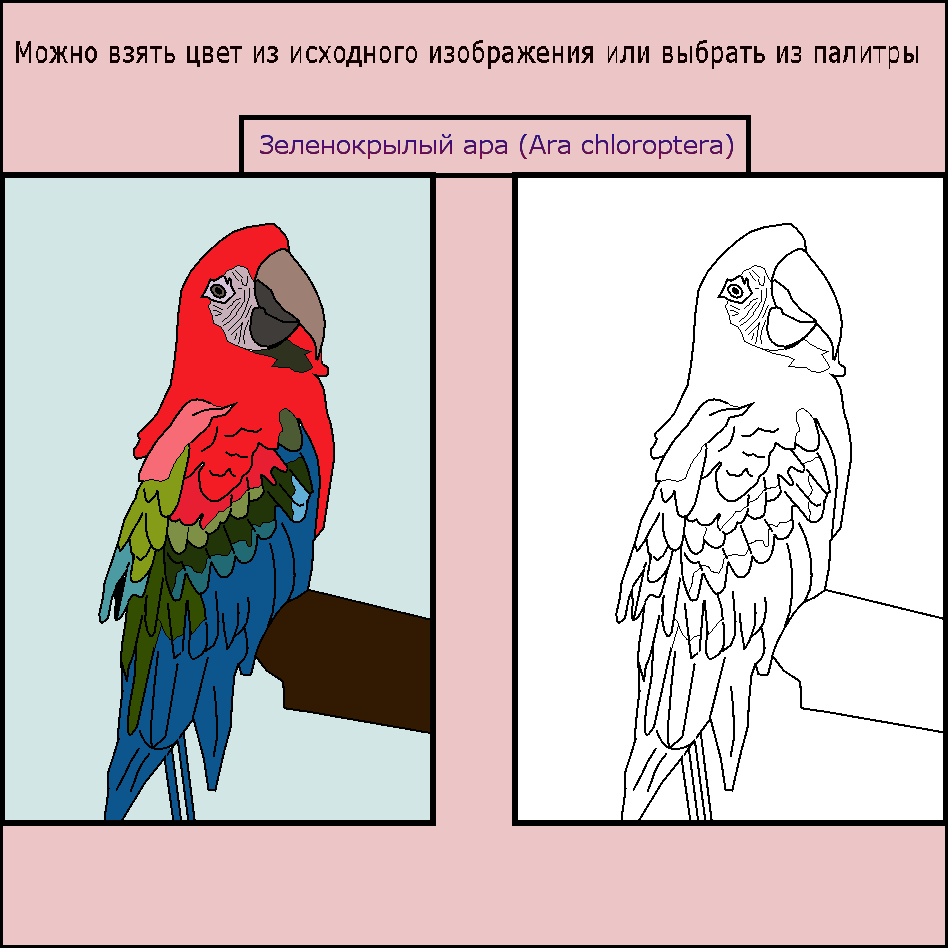 Можно взять цвет из исходного изображения или выбрать из палитры
Зеленокрылый ара (Ara chloroptera)